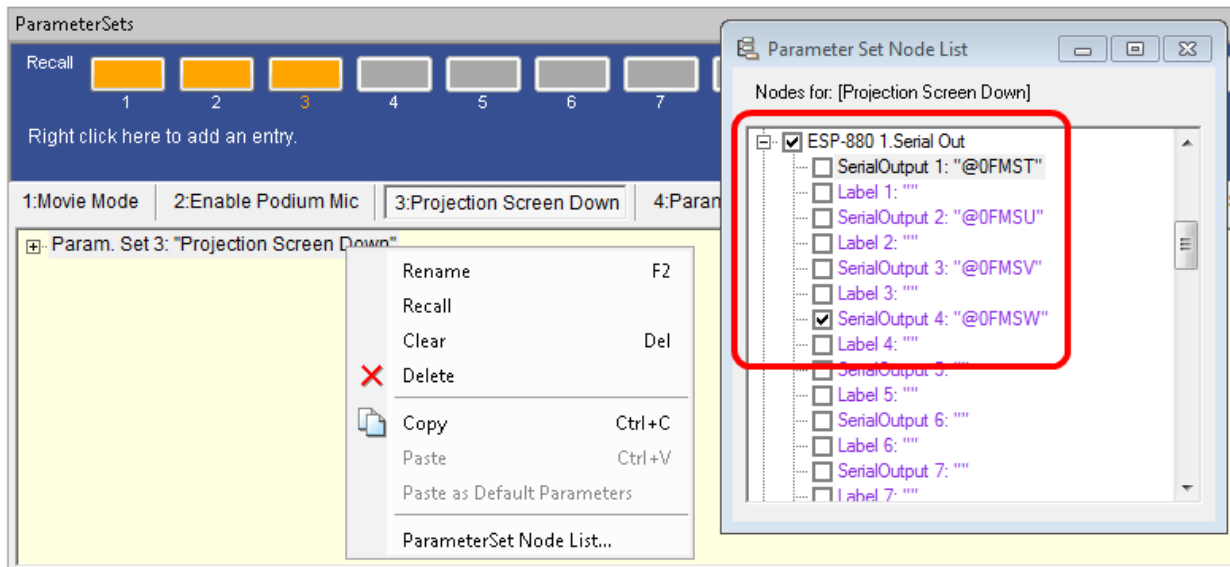 ParameterSets
Recall
1 2 3 4 5 6 7
Right click here to add an entry.
1:Movie Mode 2:Enable Podium Mic 3:Projection Screen Down 4:Param
Param. Set 3: "Projection Screen Down"
Rename F2
Recall
Clear Del
Delete
Copy Ctrl+C
Paste Ctrl+V
Paste as Default Parameters
ParameterSet Node List...
Parameter Set Node List
Nodes for: [Projection Screen Down]
ESP-880 1.Serial Out
SerialOutput 1: "@0FMST"
Label 1: ""
SerialOutput 2: "@0FMSU"
Label 2: ""
SerialOutput 3: "@0FMSV"
Label 3: ""
SerialOutput 4: "@0FMSW"
Label 4: ""
SerialOutput 5: ""
Label 5: ""
SerialOutput 6: ""
Label 6: ""
SerialOutput 7: ""
Label 7: ""